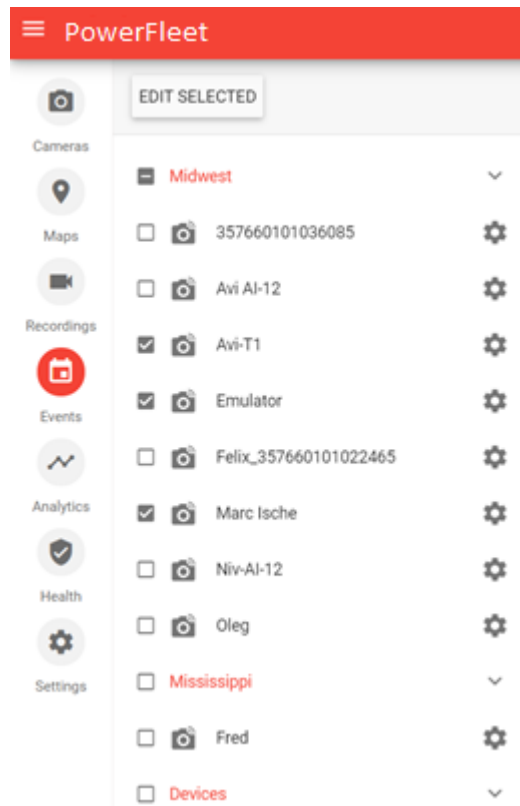 PowerFleet
EDIT SELECTED
Cameras
Maps
Recordings
Events
Analytics
Health
Settings
Midwest
357660101036085
Avi AI-12
Avi-T1
Emulator
Felix_357660101022465
Marc Ische
Niv-AI-12
Oleg
Mississippi
Fred
Devices